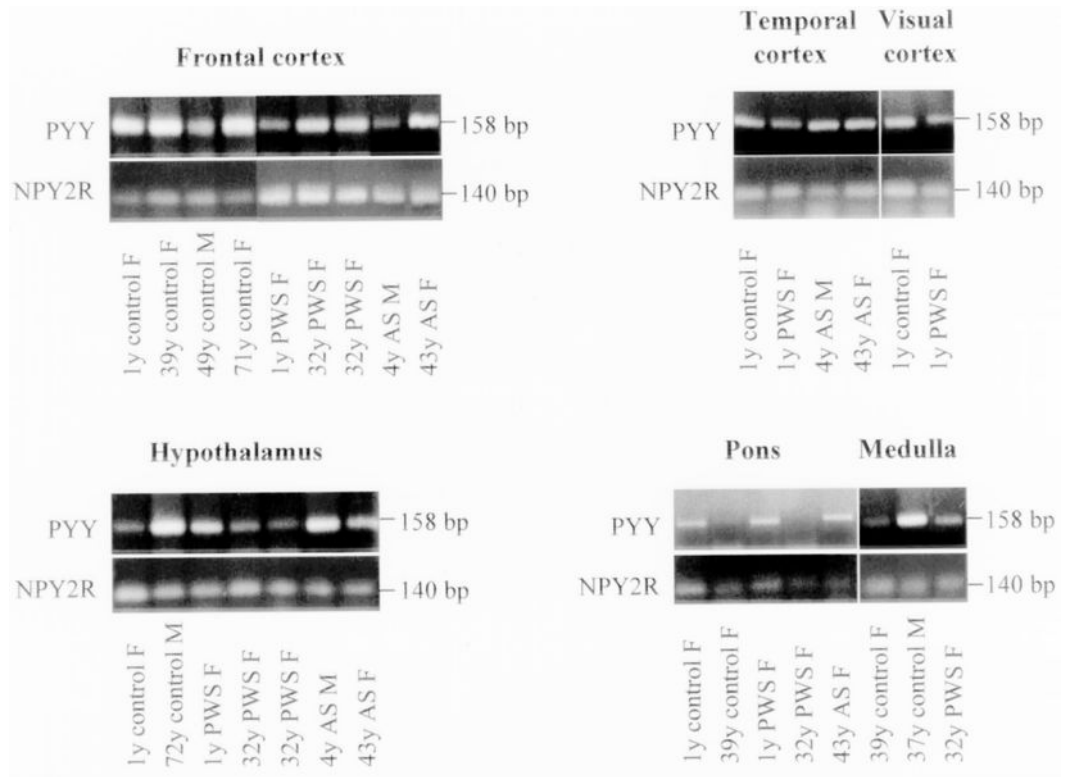 Frontal cortex
PYY
158 bp
NPY2R
140 bp
1y control F
39y control F
49y control M
71y control F
1y PWS F
32y PWS F
32y PWS F
4y AS M
43y AS F
Temporal
cortex
Visual
cortex
PYY
158 bp
NPY2R
140 bp
1y control F
1y PWS F
4y AS M
43y AS F
1y control F
1y PWS F
Hypothalamus
PYY
158 bp
NPY2R
140 bp
1y control F
72y control M
1y PWS F
32y PWS F
32y PWS F
4y AS M
43y AS F
Pons
Medulla
PYY
158 bp
NPY2R
140 bp
1y control F
39y control F
1y PWS F
32y PWS F
43y AS F
39y control F
37y control M
32y PWS F